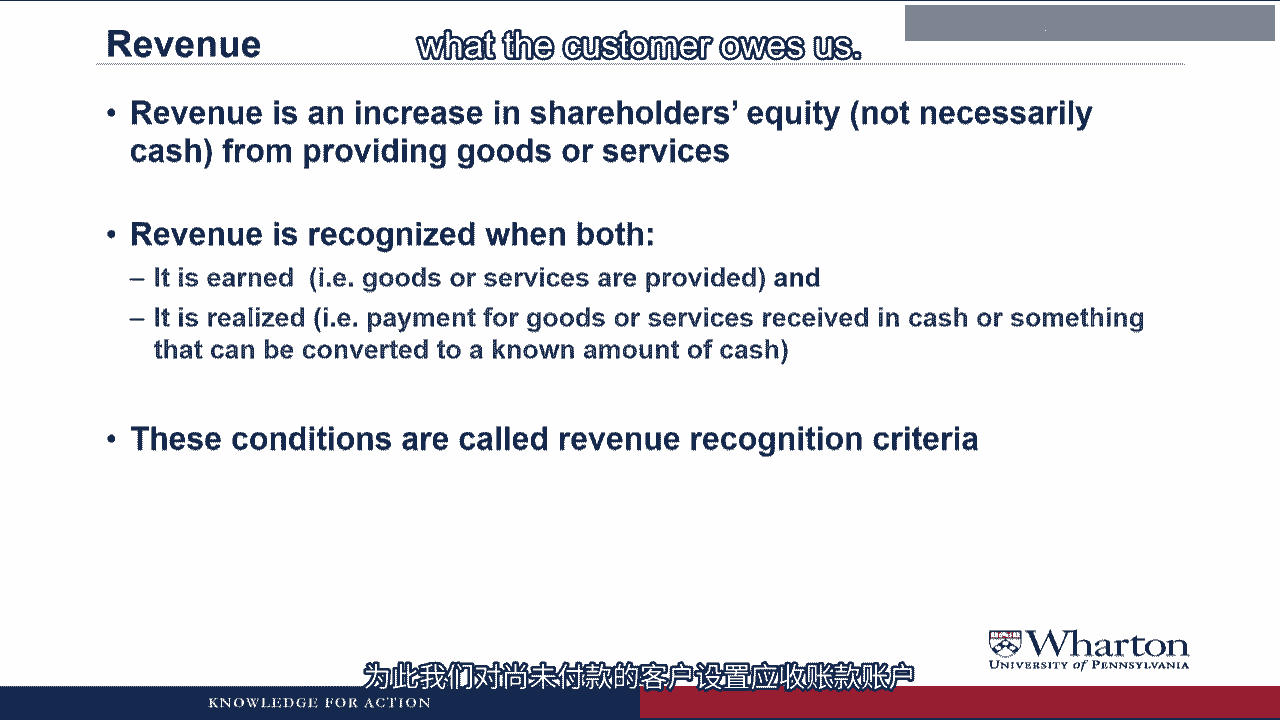 Revenue
what the customer owes us.
• Revenue is an increase in shareholders' equity (not necessarily
cash) from providing goods or services
• Revenue is recognized when both:
– It is earned (i.e. goods or services are provided) and
– It is realized (i.e. payment for goods or services received in cash or something
that can be converted to a known amount of cash)
• These conditions are called revenue recognition criteria
Wharton
UNIVERSITY of PENNSYLVANIA
为此我们对尚未付款的客户设置应收账款账户
KNOWLEDGE FOR ACTION